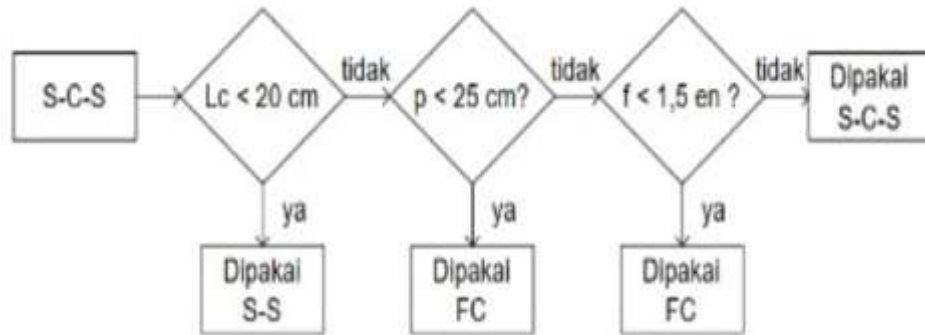 S-C-S
Lc < 20 cm
tidak
p < 25 cm?
tidak
f < 1,5 en ?
tidak
Dipakai
S-C-S
ya
ya
ya
Dipakai
S-S
Dipakai
FC
Dipakai
FC